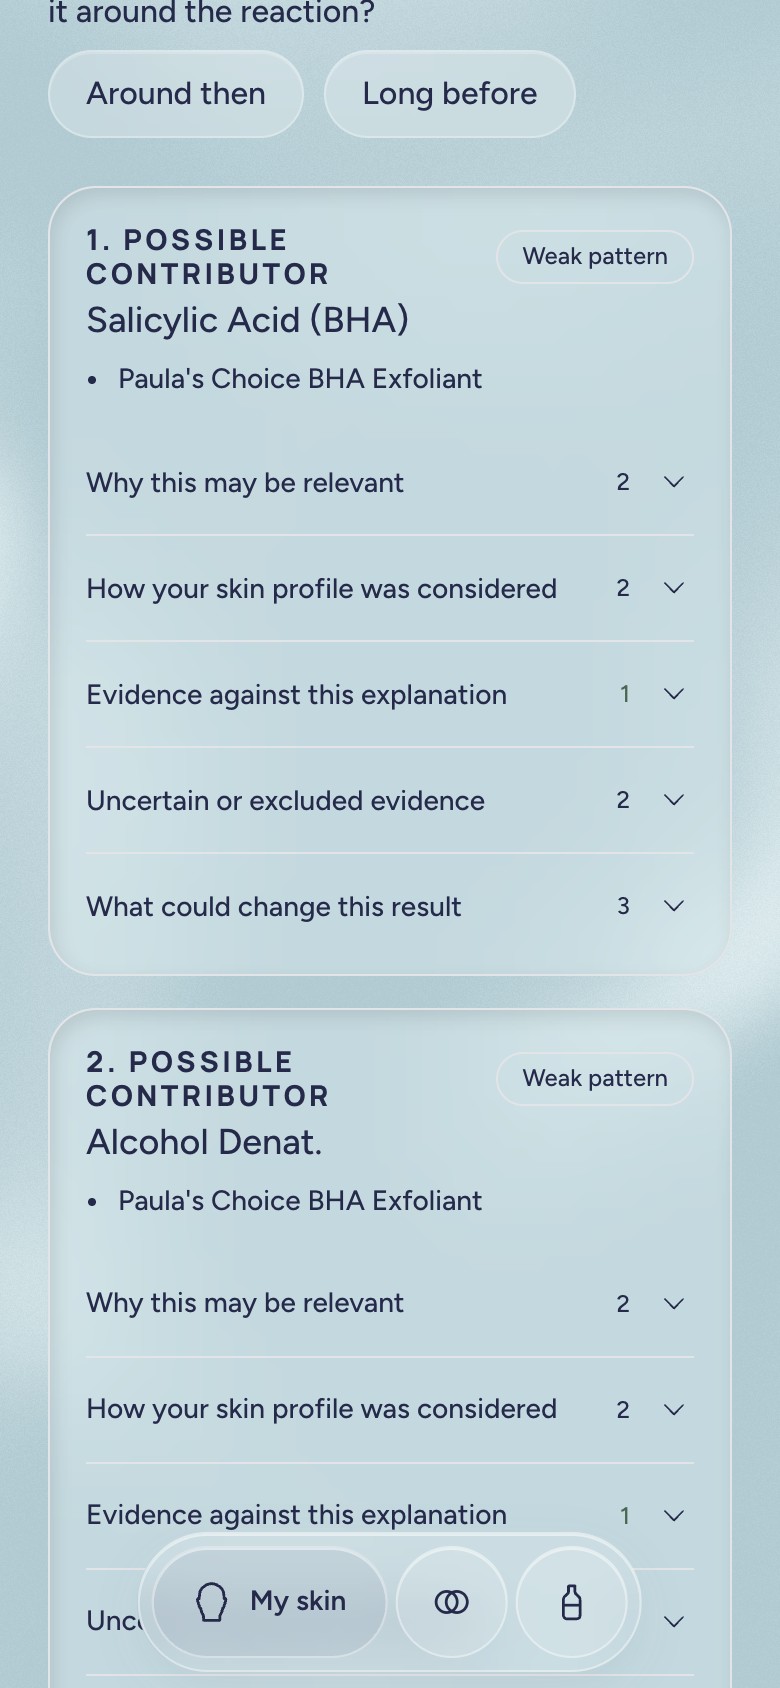 it around the reaction?
Around then
Long before
1. POSSIBLE
CONTRIBUTOR
Weak pattern
Salicylic Acid (BHA)
• Paula's Choice BHA Exfoliant
Why this may be relevant 2
How your skin profile was considered 2
Evidence against this explanation 1
Uncertain or excluded evidence 2
What could change this result 3
2. POSSIBLE
CONTRIBUTOR
Weak pattern
Alcohol Denat.
• Paula's Choice BHA Exfoliant
Why this may be relevant 2
How your skin profile was considered 2
Evidence against this explanation 1
My skin